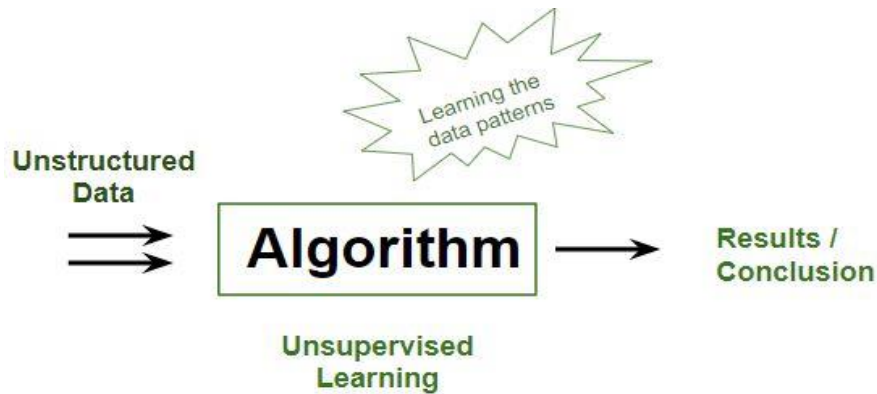 Learning the
data patterns
Unstructured
Data
Algorithm
Results /
Conclusion
Unsupervised
Learning